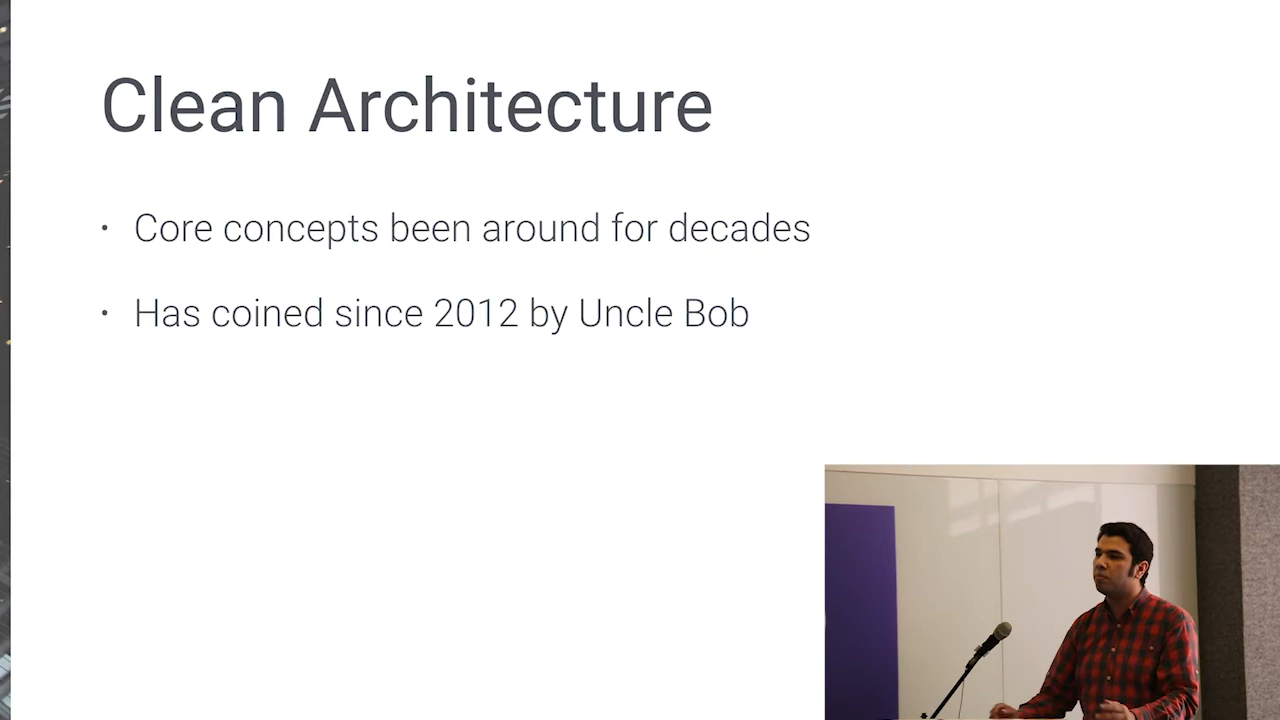 Clean Architecture
· Core concepts been around for decades
· Has coined since 2012 by Uncle Bob